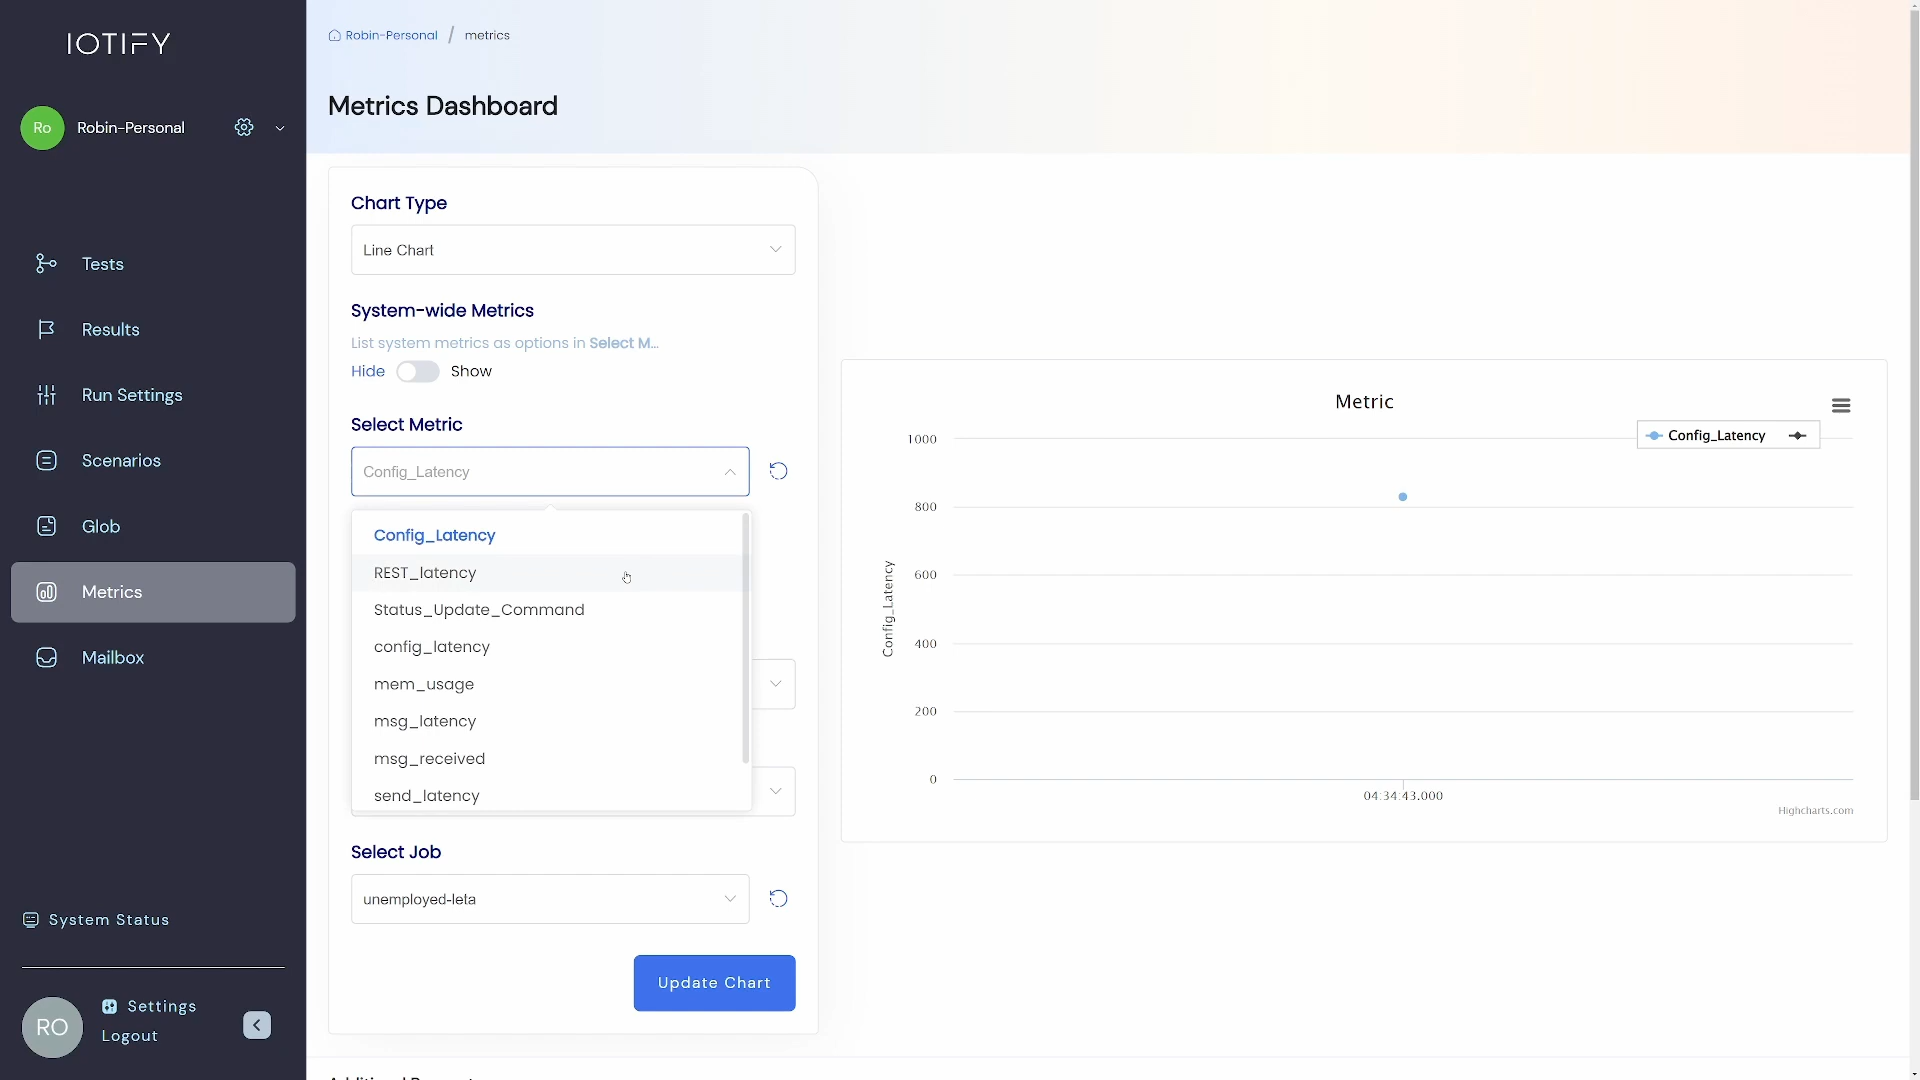 IOTIFY
Ro Robin-Personal
Tests
Results
Run Settings
Scenarios
Glob
Metrics
Mailbox
System Status
RO Settings
Logout
Robin-Personal / metrics
Metrics Dashboard
Chart Type
Line Chart
System-wide Metrics
List system metrics as options in Select M...
Hide Show
Select Metric
Config_Latency
Config_Latency
REST_latency
Status_Update_Command
config_latency
mem_usage
msg_latency
msg_received
send_latency
Select Job
unemployed-leta
Update Chart
Metric
Config_Latency
Config_Latency
1000
800
600
400
200
0
04:34:43.000
Highcharts.com